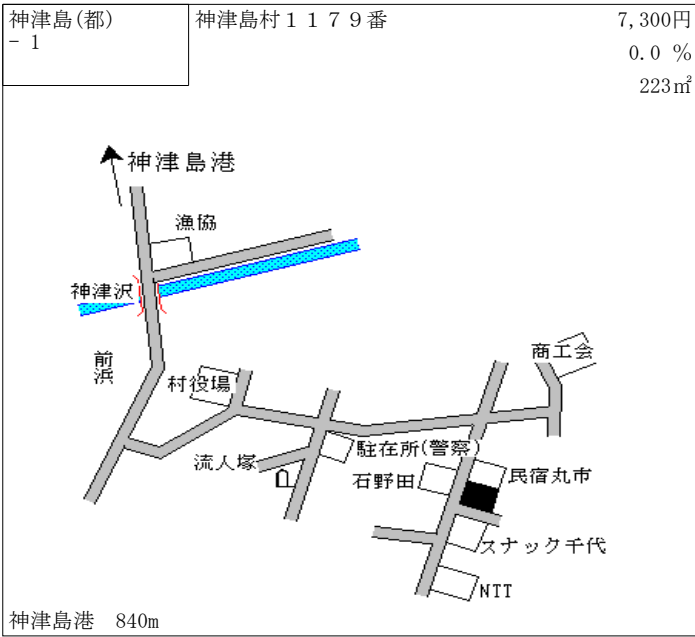 神津島(都)
- 1
神津島村１１７９番
7,300円
0.0 %
223㎡
神津島港
漁協
神津沢
前浜
村役場
商工会
流人塚
駐在所(警察)
石野田
民宿丸市
スナック千代
NTT
神津島港 840m